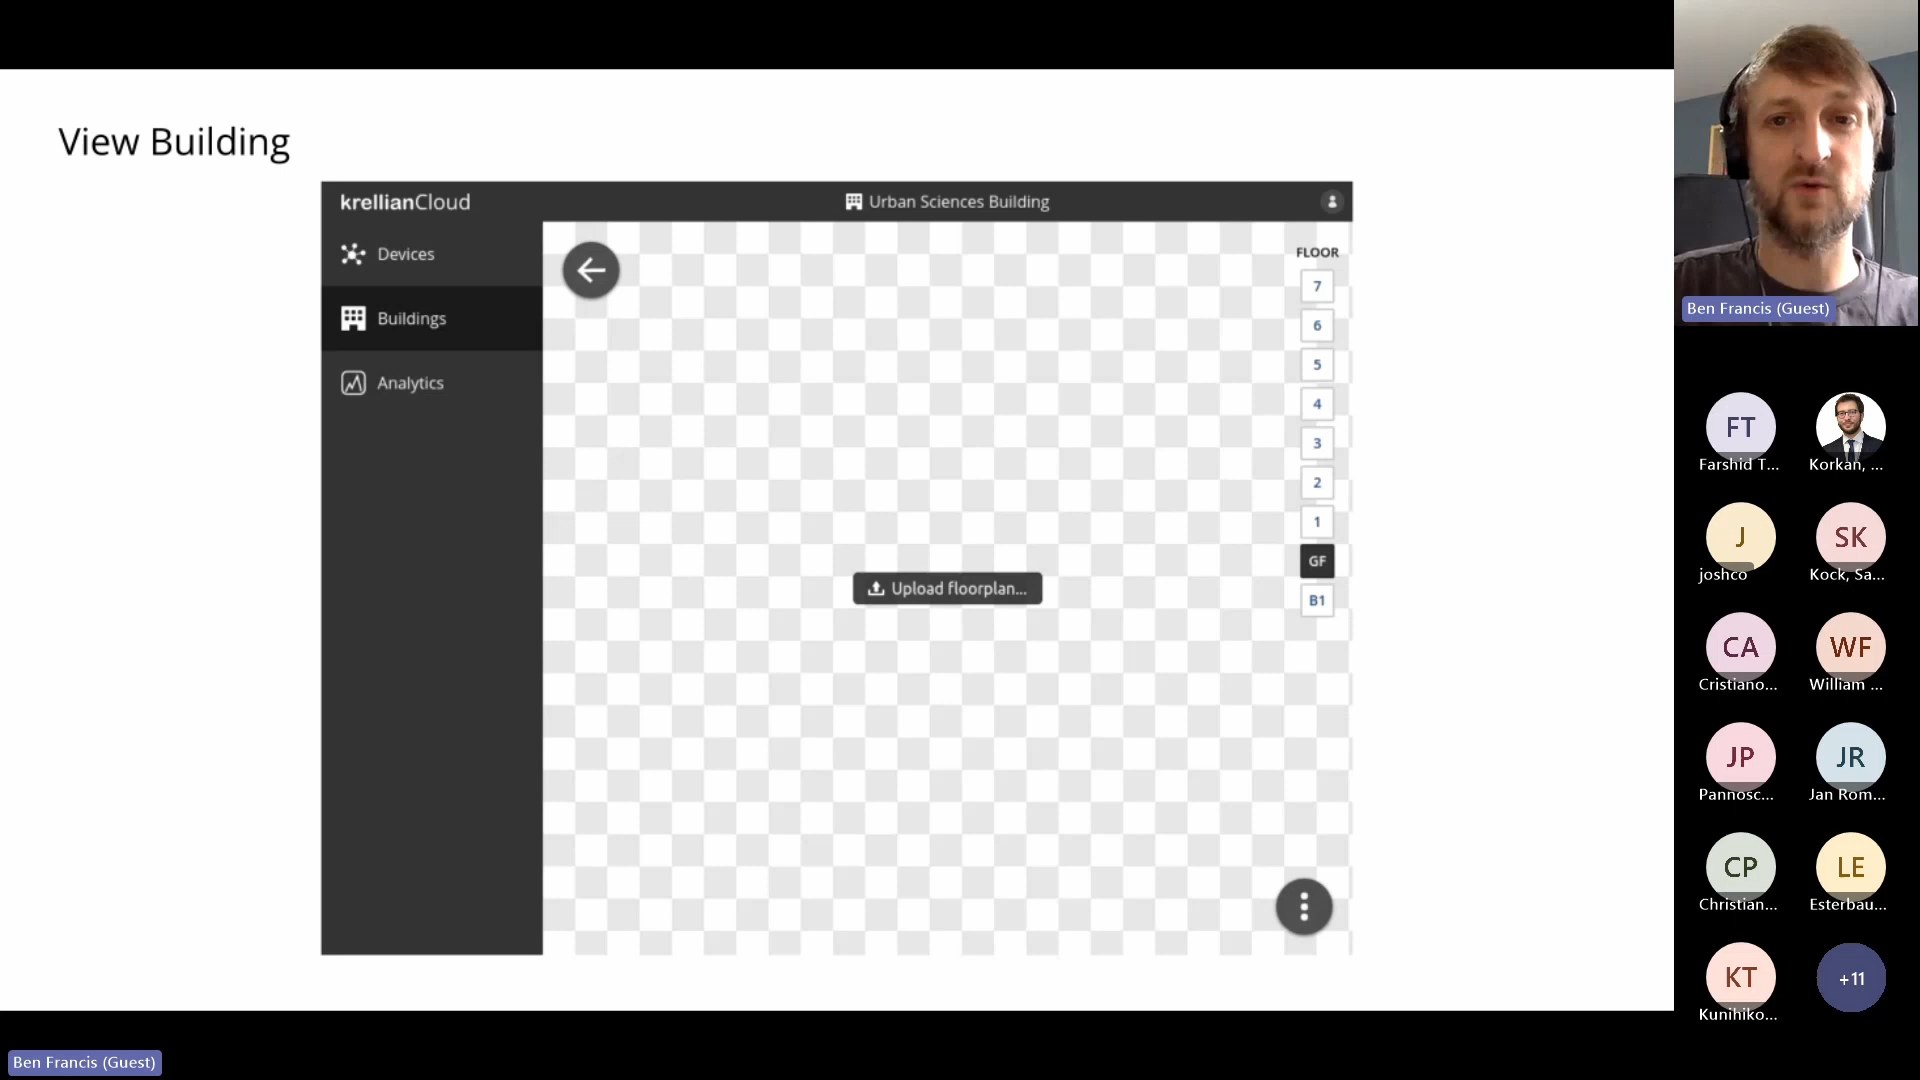 View Building
krellianCloud
Urban Sciences Building
Devices
Buildings
Analytics
FLOOR
7
6
5
4
3
2
1
GF
B1
Upload floorplan...
Ben Francis (Guest)
FT
Farshid T...
Korkan, ...
J
joshco
SK
Kock, Sa...
CA
Cristiano...
WF
William ...
JP
Pannosc...
JR
Jan Rom...
CP
Christian...
LE
Esterbau...
KT
Kunihiko...
+11
Ben Francis (Guest)